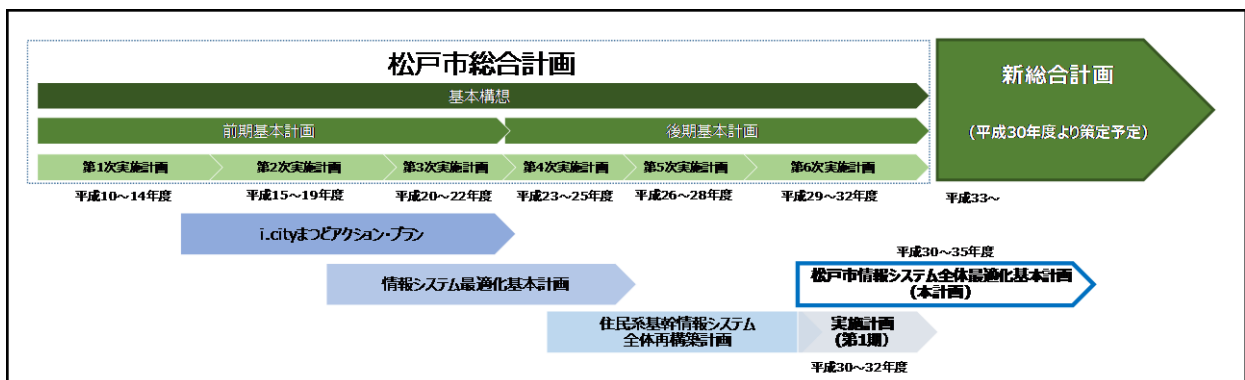 松戸市総合計画
基本構想
前期基本計画
後期基本計画
第1次実施計画
第2次実施計画
第3次実施計画
第4次実施計画
第5次実施計画
第6次実施計画
平成10～14年度
平成15～19年度
平成20～22年度
平成23～25年度
平成26～28年度
平成29～32年度
新総合計画
(平成30年度より策定予定)
平成33～
i.cityまつどアクション・プラン
情報システム最適化基本計画
平成30～35年度
松戸市情報システム全体最適化基本計画
(本計画)
住民系基幹情報システム
全体再構築計画
実施計画
(第1期)
平成30～32年度